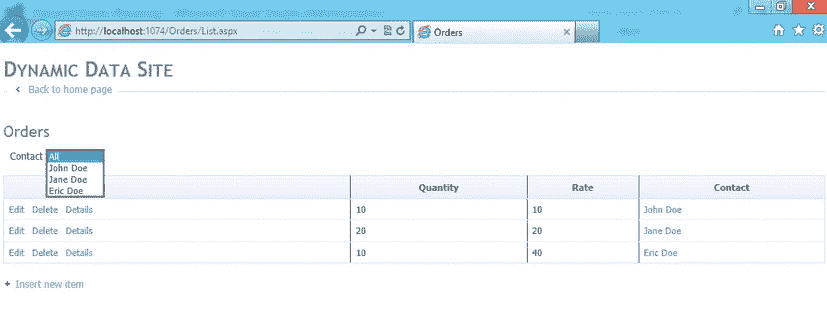 http://localhost:1074/Orders/List.aspx
Orders
DYNAMIC DATA SITE
Back to home page
Orders
Contact All
John Doe
Jane Doe
Eric Doe
Quantity Rate Contact
Edit Delete Details 10 10 John Doe
Edit Delete Details 20 20 Jane Doe
Edit Delete Details 10 40 Eric Doe
Insert new item